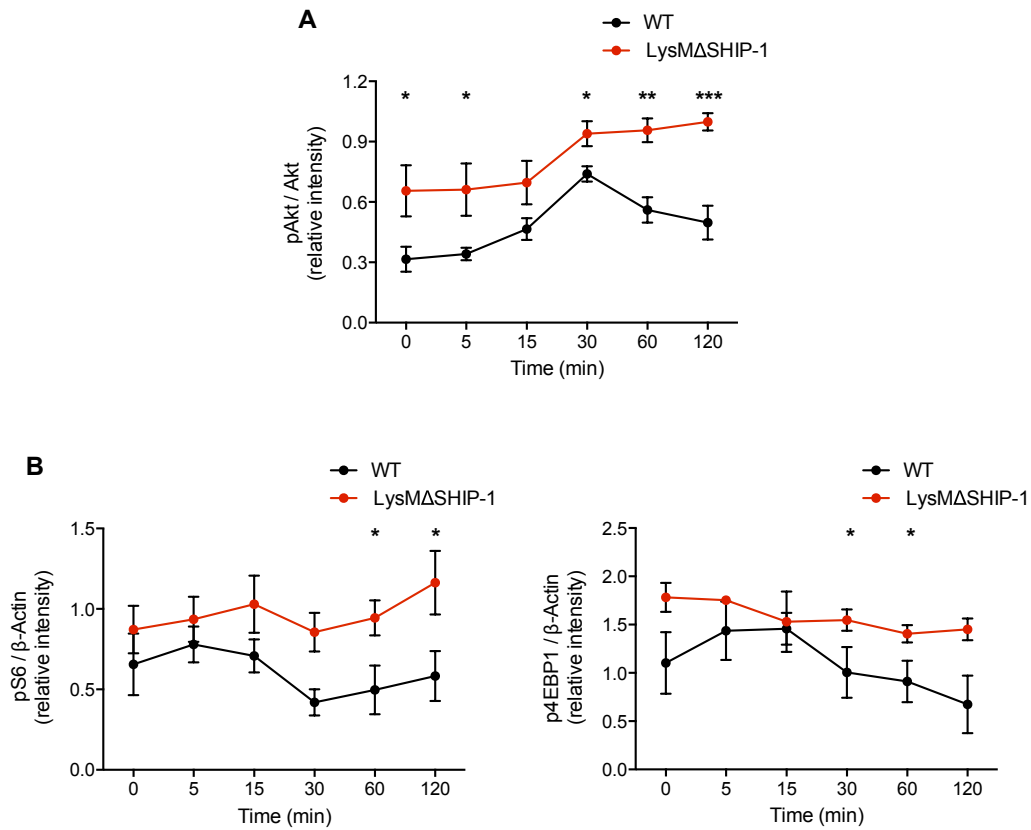 A
WT
LysMΔSHIP-1
* * * ** ***
1.2
0.9
0.6
0.3
0.0
pAkt / Akt
(relative intensity)
0 5 15 30 60 120
Time (min)
B
WT
LysMΔSHIP-1
* *
1.5
1.0
0.5
0.0
pS6 / β-Actin
(relative intensity)
0 5 15 30 60 120
Time (min)
WT
LysMΔSHIP-1
* *
2.5
2.0
1.5
1.0
0.5
0.0
p4EBP1 / β-Actin
(relative intensity)
0 5 15 30 60 120
Time (min)